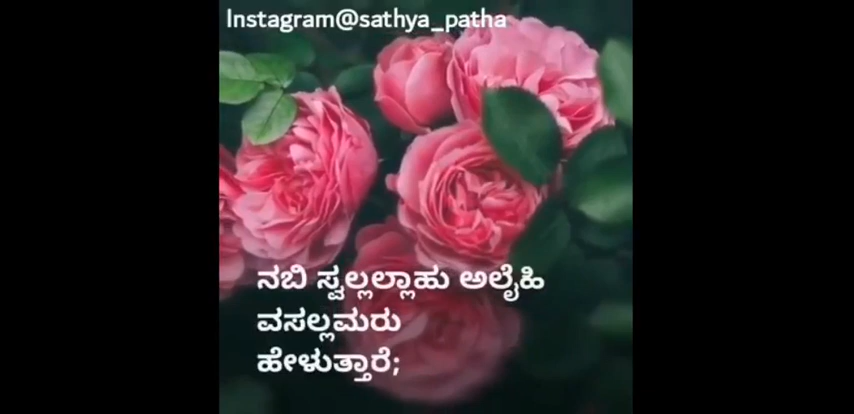 Instagram@sathya_patha
ನಬಿ ಸ್ವಲ್ಲಲ್ಲಾಹು ಅಲೈಹಿ
ವಸಲ್ಲಮರು
ಹೇಳುತ್ತಾರೆ;